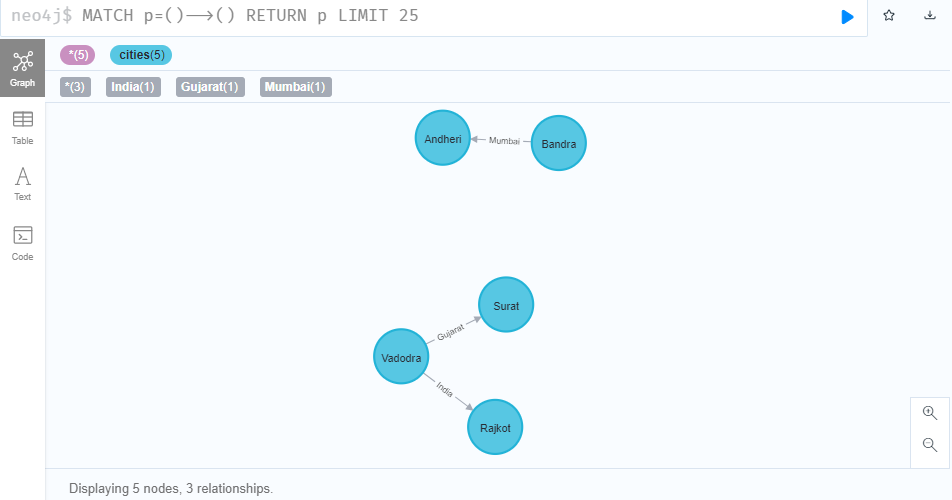 neo4j$ MATCH p=()-->() RETURN p LIMIT 25
*(5) cities(5)
*(3) India(1) Gujarat(1) Mumbai(1)
Graph
Table
Text
Code
Andheri
Mumbai
Bandra
Surat
Gujarat
Vadodra
India
Rajkot
Displaying 5 nodes, 3 relationships.